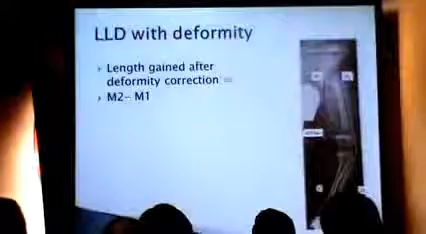 LLD with deformity
Length gained after
deformity correction =
M2- M1